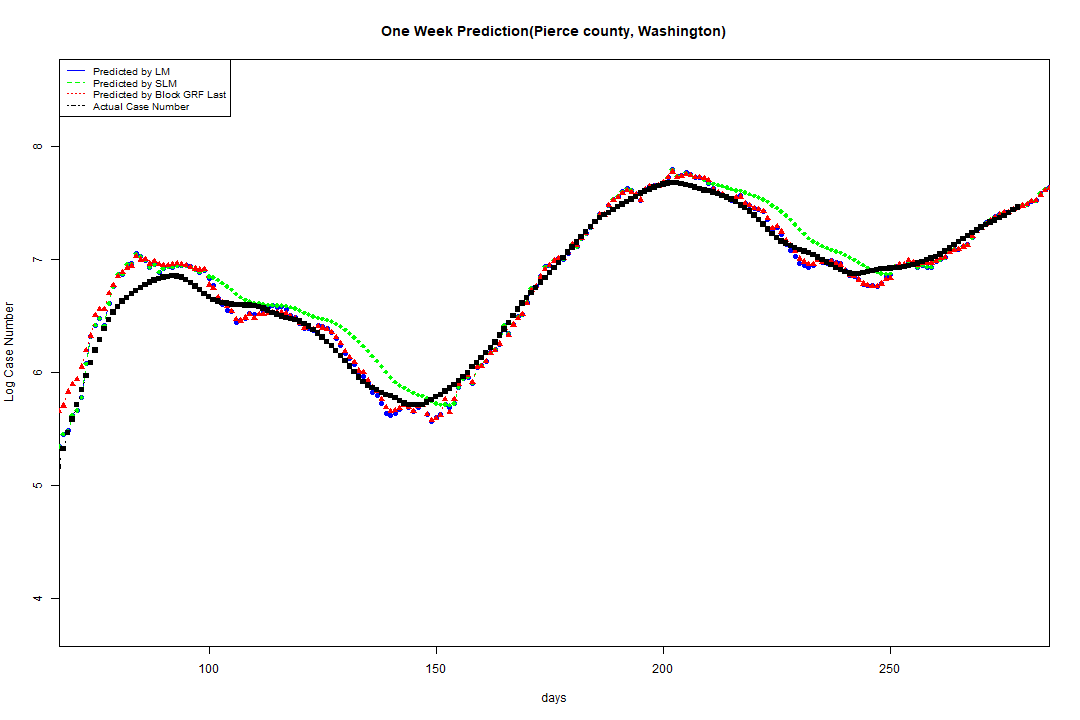 One Week Prediction(Pierce county, Washington)
Predicted by LM
Predicted by SLM
Predicted by Block GRF Last
Actual Case Number
8
7
6
5
4
Log Case Number
100 150 200 250
days